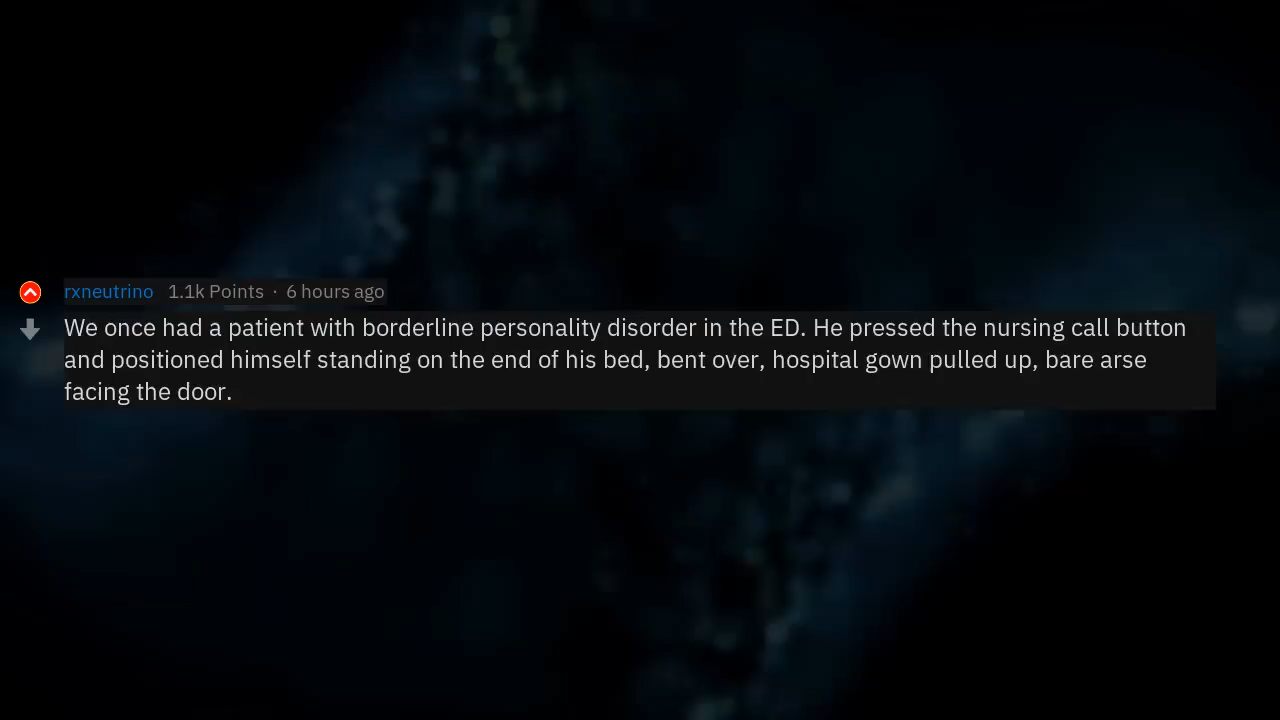 rxneutrino 1.1k Points · 6 hours ago
We once had a patient with borderline personality disorder in the ED. He pressed the nursing call button
and positioned himself standing on the end of his bed, bent over, hospital gown pulled up, bare arse
facing the door.